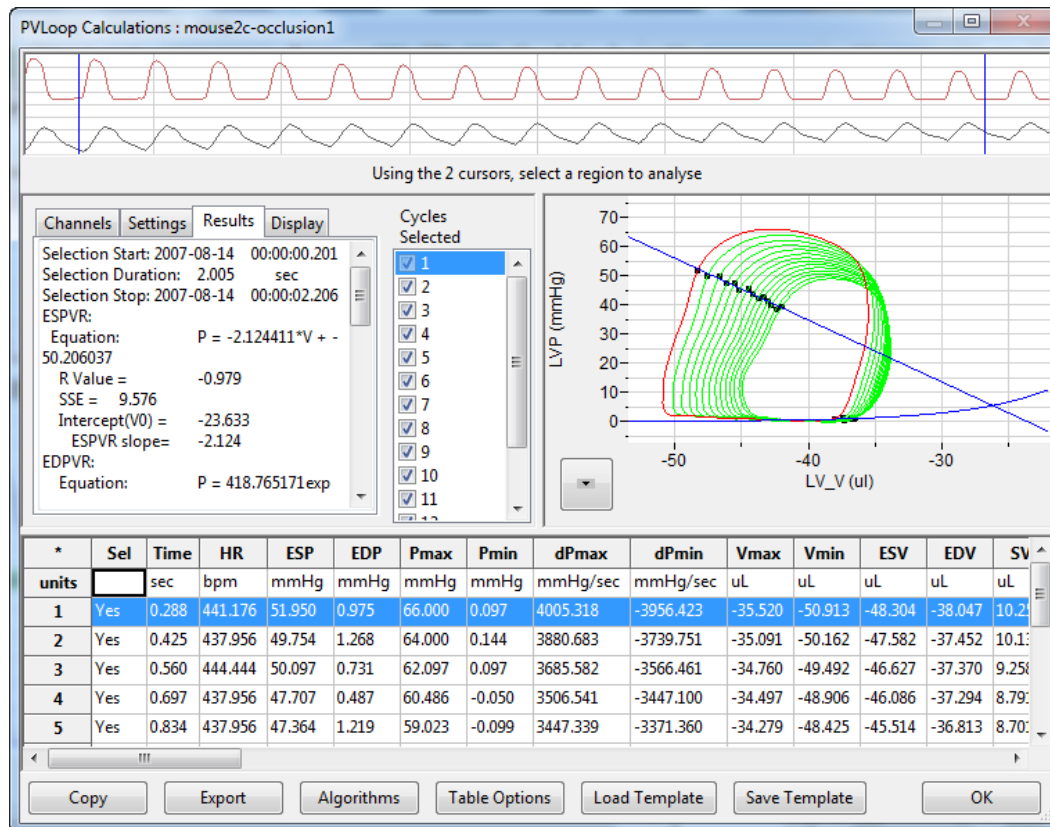 PVLoop Calculations : mouse2c-occlusion1
Using the 2 cursors, select a region to analyse
Channels Settings Results Display
Selection Start: 2007-08-14 00:00:00.201
Selection Duration: 2.005 sec
Selection Stop: 2007-08-14 00:00:02.206
ESPVR:
Equation: P = -2.124411*V + -
50.206037
R Value = -0.979
SSE = 9.576
Intercept(V0) = -23.633
ESPVR slope= -2.124
EDPVR:
Equation: P = 418.765171exp
Cycles
Selected
1
2
3
4
5
6
7
8
9
10
11
LVP (mmHg)
70
60
50
40
30
20
10
0
-50 -40 -30
LV_V (ul)
* Sel Time HR ESP EDP Pmax Pmin dPmax dPmin Vmax Vmin ESV EDV SV
units sec bpm mmHg mmHg mmHg mmHg mmHg/sec mmHg/sec uL uL uL uL uL
1 Yes 0.288 441.176 51.950 0.975 66.000 0.097 4005.318 -3956.423 -35.520 -50.913 -48.304 -38.047
2 Yes 0.425 437.956 49.754 1.268 64.000 0.144 3880.683 -3739.751 -35.091 -50.162 -47.582 -37.452
3 Yes 0.560 444.444 50.097 0.731 62.097 0.097 3685.582 -3566.461 -34.760 -49.492 -46.627 -37.370 9.258
4 Yes 0.697 437.956 47.707 0.487 60.486 -0.050 3506.541 -3447.100 -34.497 -48.906 -46.086 -37.294
5 Yes 0.834 437.956 47.364 1.219 59.023 -0.099 3447.339 -3371.360 -34.279 -48.425 -45.514 -36.813
Copy Export Algorithms Table Options Load Template Save Template OK